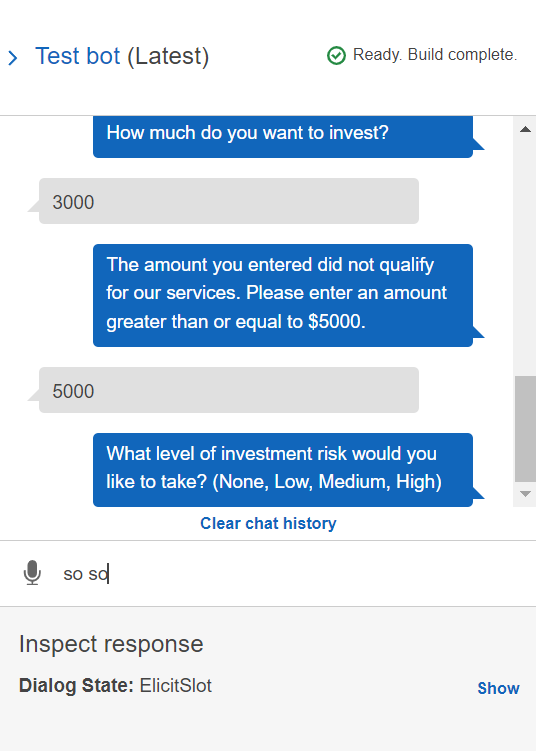 Test bot (Latest)
Ready. Build complete.
How much do you want to invest?
3000
The amount you entered did not qualify
for our services. Please enter an amount
greater than or equal to $5000.
5000
What level of investment risk would you
like to take? (None, Low, Medium, High)
Clear chat history
so so
Inspect response
Dialog State: ElicitSlot
Show